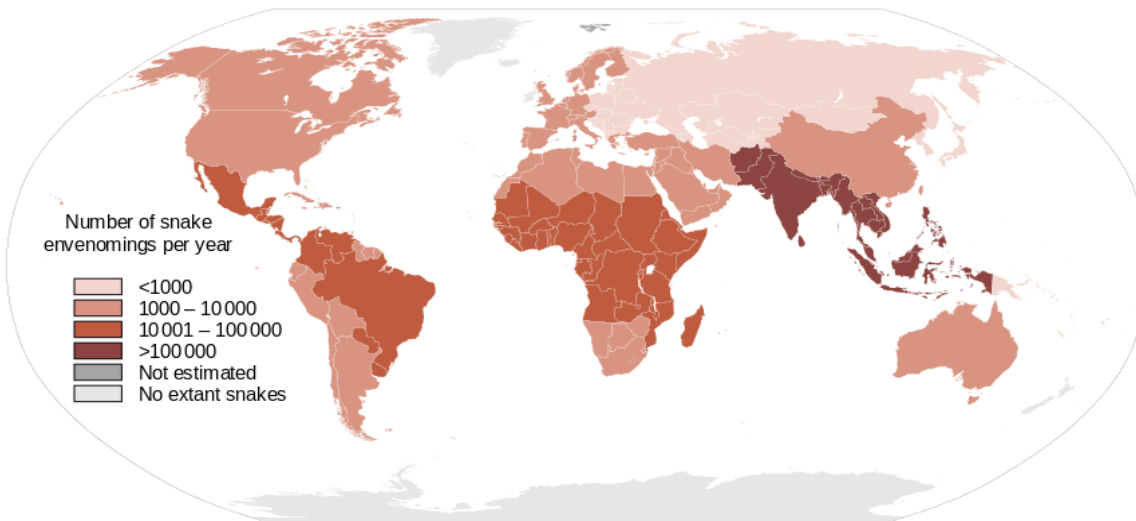 Number of snake
envenomings per year
<1000
1000 – 10 000
10 001 – 100 000
>100 000
Not estimated
No extant snakes